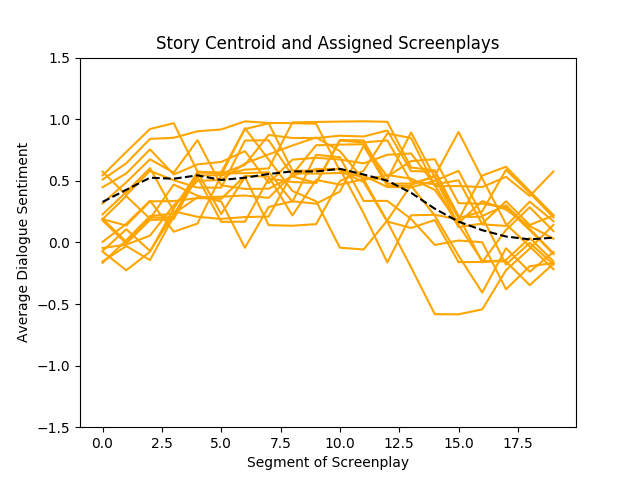 Story Centroid and Assigned Screenplays
1.5
1.0
0.5
0.0
−0.5
−1.0
−1.5
Average Dialogue Sentiment
0.0 2.5 5.0 7.5 10.0 12.5 15.0 17.5
Segment of Screenplay